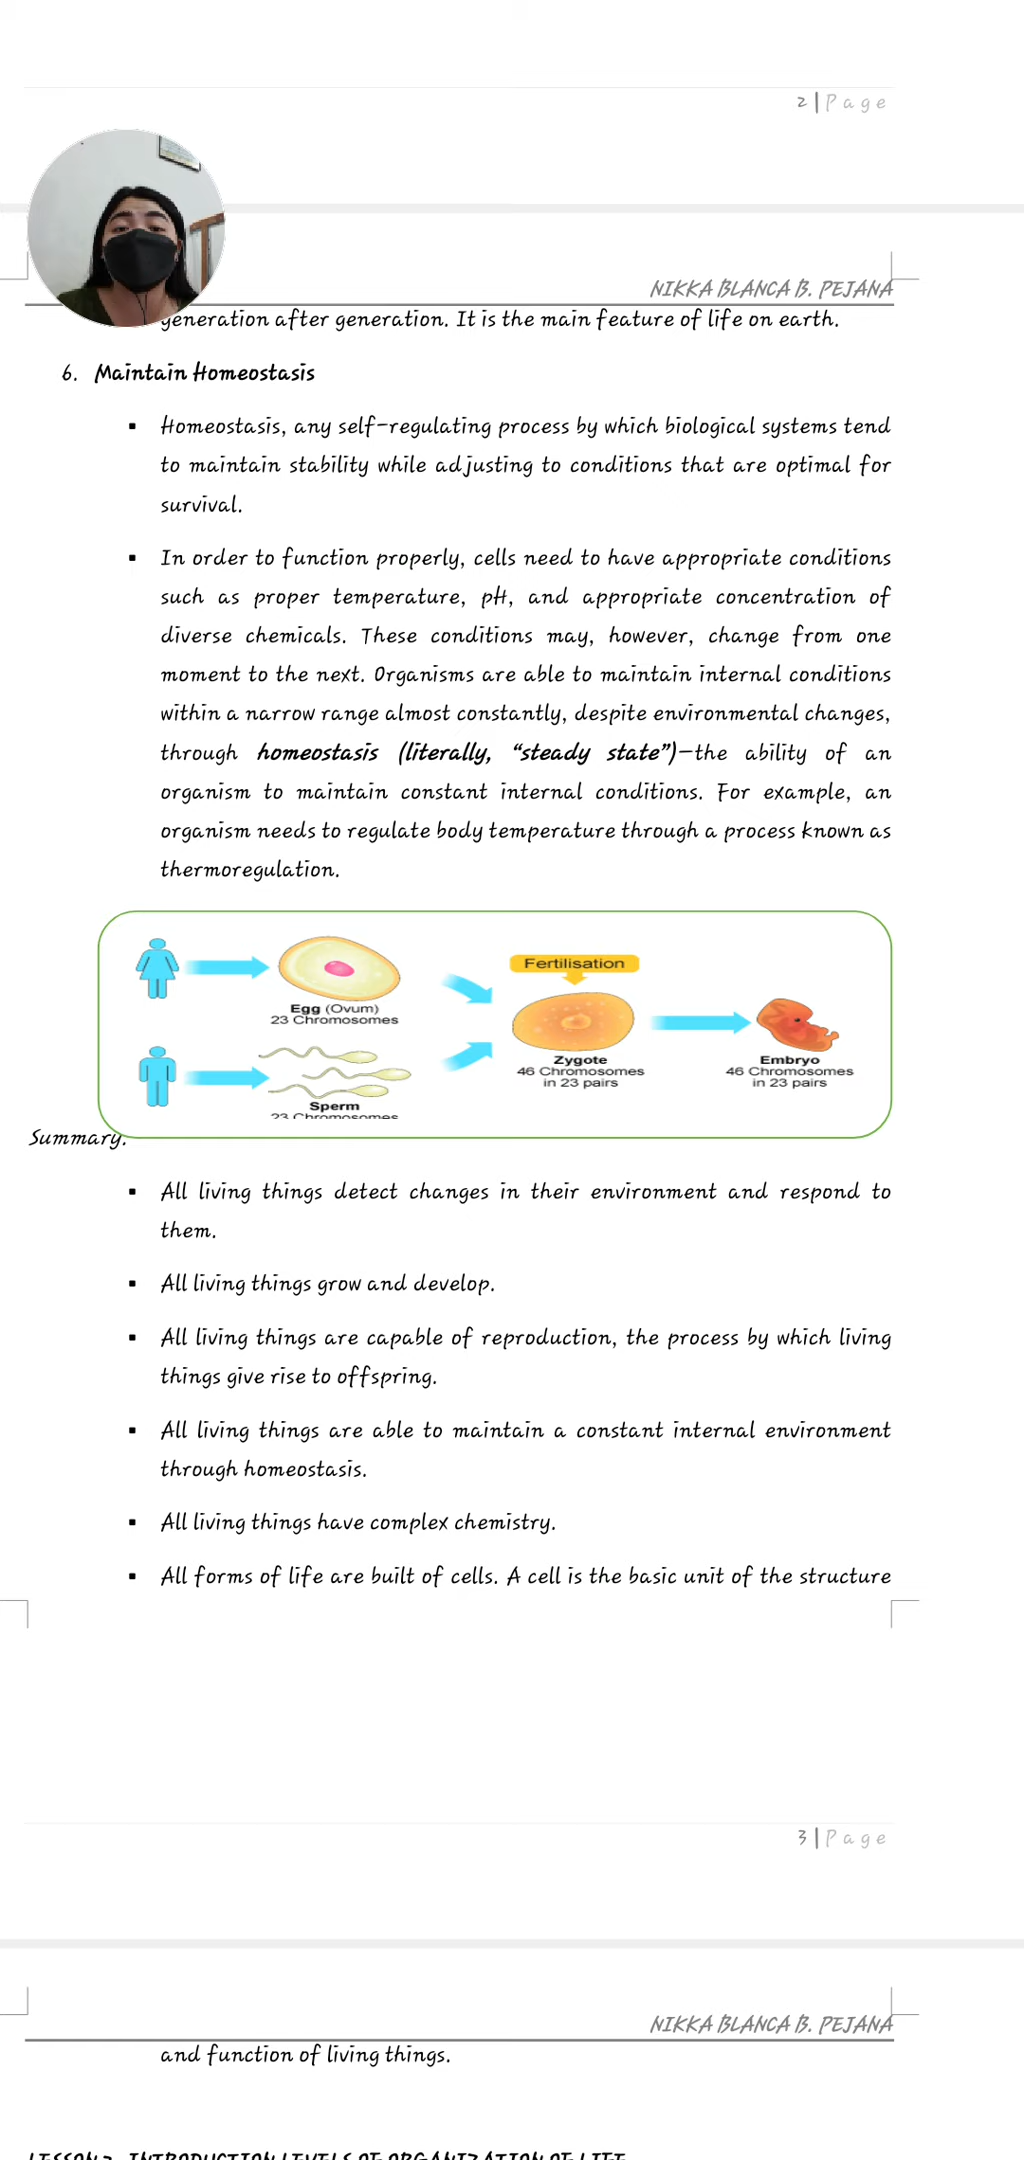 2 | Page
NIKKA BLANCA B. PEJANA
generation after generation. It is the main feature of life on earth.
6. Maintain Homeostasis
▪ Homeostasis, any self-regulating process by which biological systems tend
to maintain stability while adjusting to conditions that are optimal for
survival.
▪ In order to function properly, cells need to have appropriate conditions
such as proper temperature, pH, and appropriate concentration of
diverse chemicals. These conditions may, however, change from one
moment to the next. Organisms are able to maintain internal conditions
within a narrow range almost constantly, despite environmental changes,
through homeostasis (literally, “steady state”)—the ability of an
organism to maintain constant internal conditions. For example, an
organism needs to regulate body temperature through a process known as
thermoregulation.
Egg (Ovum)
23 Chromosomes
Sperm
23 Chromosomes
Fertilisation
Zygote
46 Chromosomes
in 23 pairs
Embryo
46 Chromosomes
in 23 pairs
Summary.
▪ All living things detect changes in their environment and respond to
them.
▪ All living things grow and develop.
▪ All living things are capable of reproduction, the process by which living
things give rise to offspring.
▪ All living things are able to maintain a constant internal environment
through homeostasis.
▪ All living things have complex chemistry.
▪ All forms of life are built of cells. A cell is the basic unit of the structure
3 | Page
NIKKA BLANCA B. PEJANA
and function of living things.
LESSON 2. INTRODUCTION LEVELS OF ORGANIZATION OF LIFE